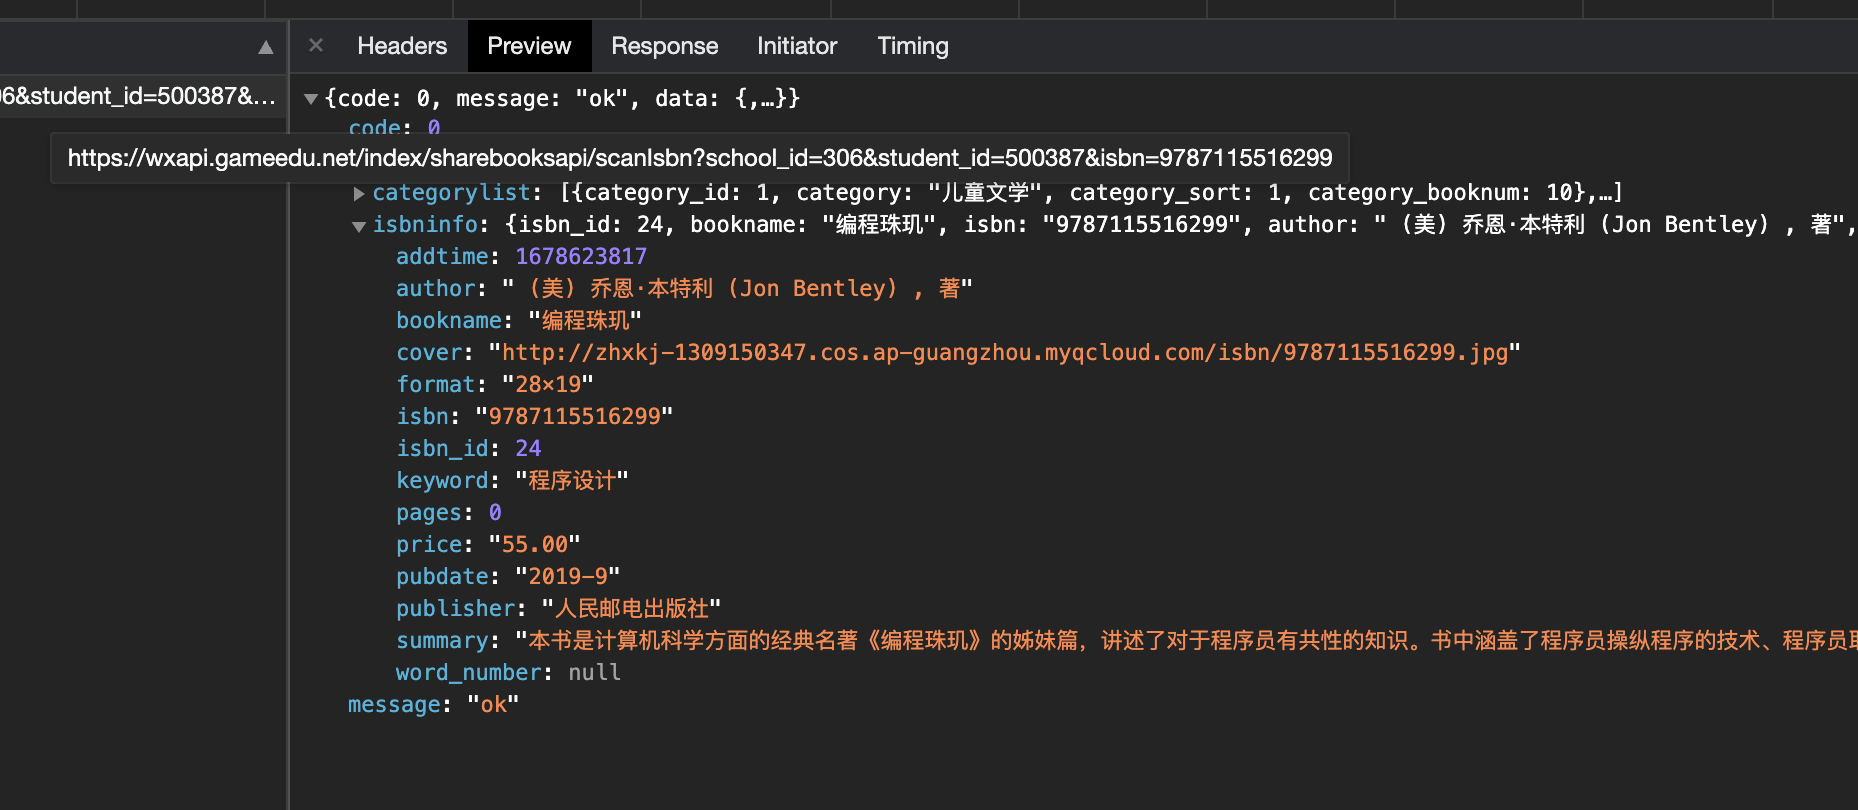 Headers Preview Response Initiator Timing
6&student_id=500387&…
{code: 0, message: "ok", data: {,…}}
code: 0
https://wxapi.gameedu.net/index/sharebooksapi/scanIsbn?school_id=306&student_id=500387&isbn=9787115516299
categorylist: [{category_id: 1, category: "儿童文学", category_sort: 1, category_booknum: 10},…]
isbninfo: {isbn_id: 24, bookname: "编程珠玑", isbn: "9787115516299", author: "（美）乔恩·本特利（Jon Bentley），著",
addtime: 1678623817
author: "（美）乔恩·本特利（Jon Bentley），著"
bookname: "编程珠玑"
cover: "http://zhxkj-1309150347.cos.ap-guangzhou.myqcloud.com/isbn/9787115516299.jpg"
format: "28×19"
isbn: "9787115516299"
isbn_id: 24
keyword: "程序设计"
pages: 0
price: "55.00"
pubdate: "2019-9"
publisher: "人民邮电出版社"
summary: "本书是计算机科学方面的经典名著《编程珠玑》的姊妹篇，讲述了对于程序员有共性的知识。书中涵盖了程序员操纵程序的技术、程序员
word_number: null
message: "ok"